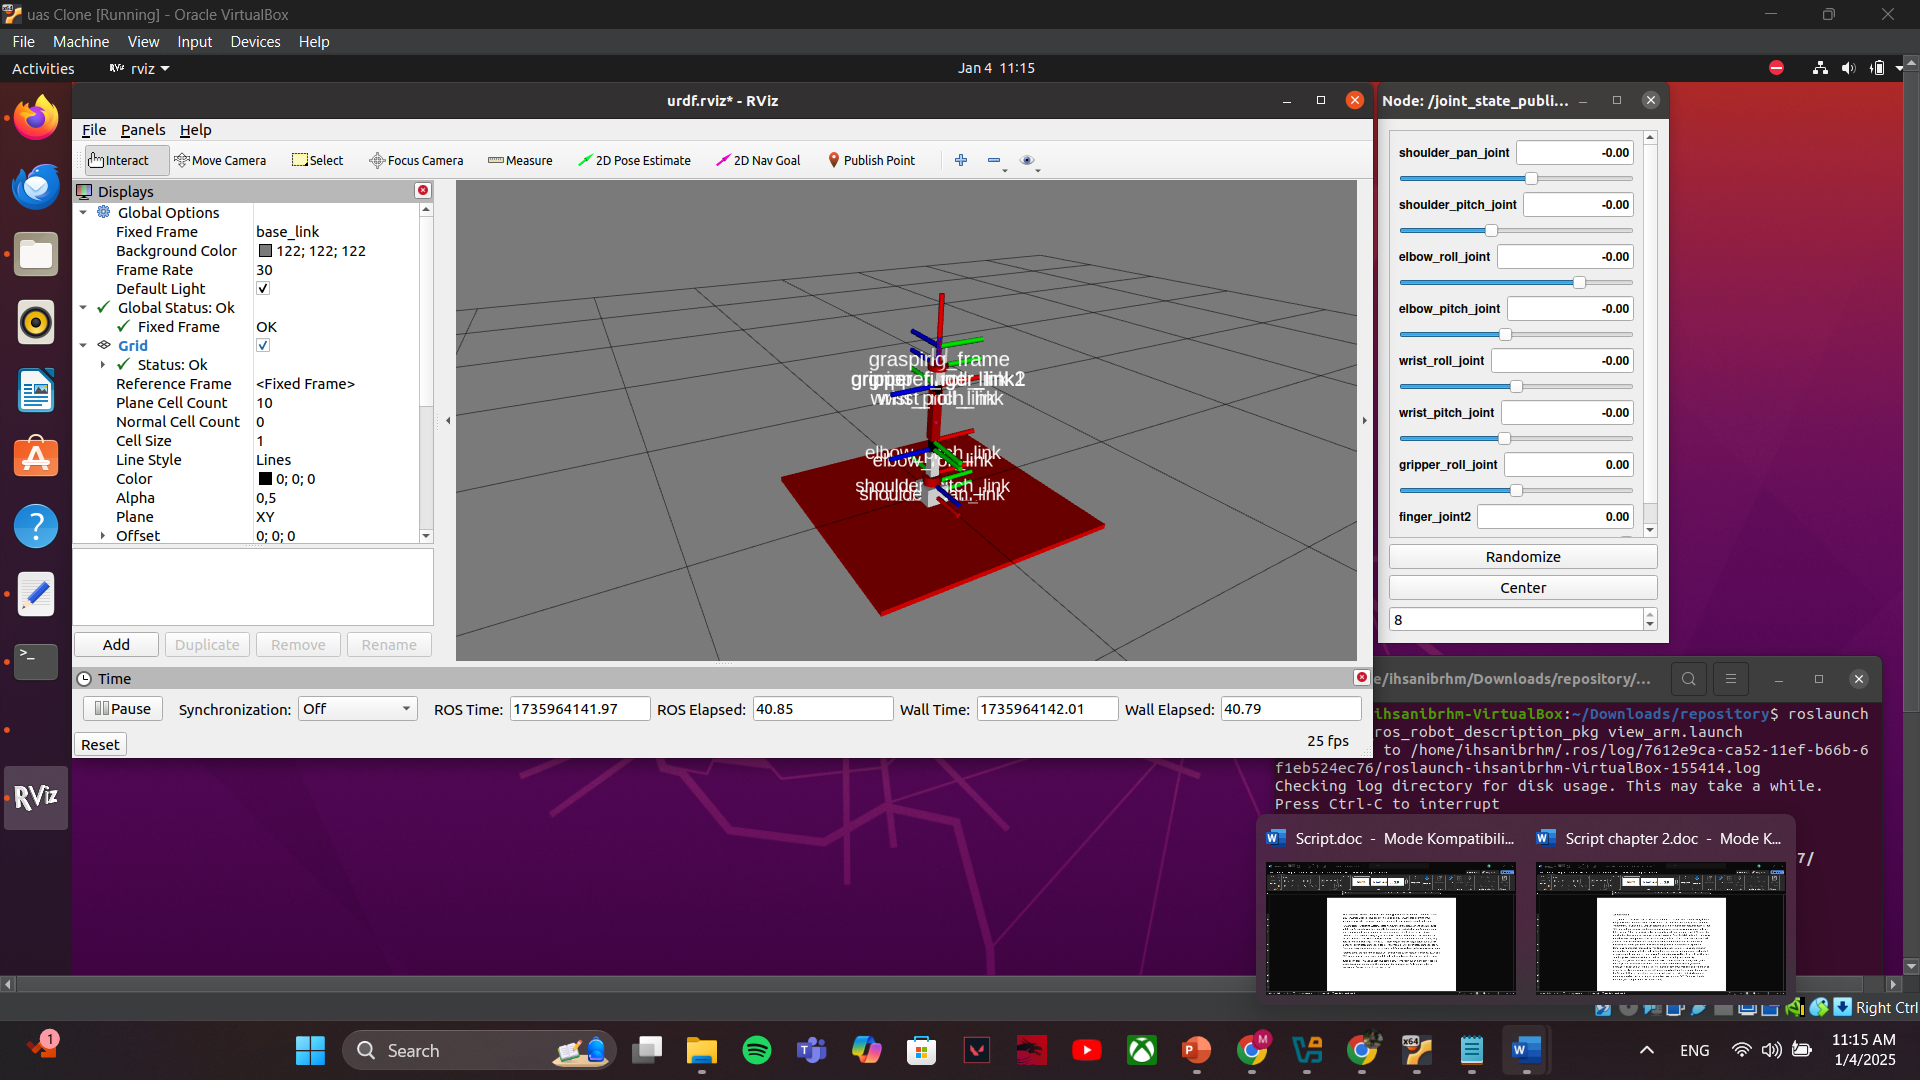 uas Clone [Running] - Oracle VirtualBox
File Machine View Input Devices Help
Activities RViz rviz Jan 4 11:15
urdf.rviz* - RViz
File Panels Help
Interact Move Camera Select Focus Camera Measure 2D Pose Estimate 2D Nav Goal Publish Point
Displays
Global Options
Fixed Frame base_link
Background Color 122; 122; 122
Frame Rate 30
Default Light
Global Status: Ok
Fixed Frame OK
Grid
Status: Ok
Reference Frame <Fixed Frame>
Plane Cell Count 10
Normal Cell Count 0
Cell Size 1
Line Style Lines
Color 0; 0; 0
Alpha 0,5
Plane XY
Offset 0; 0; 0
Add Duplicate Remove Rename
grasping_frame
wrist_pitch_link
elbow_pitch_link
elbow_roll_link
shoulder_pitch_link
shoulder_pan_link
Time
Pause Synchronization: Off ROS Time: 1735964141.97 ROS Elapsed: 40.85 Wall Time: 1735964142.01 Wall Elapsed: 40.79
Reset 25 fps
Node: /joint_state_publi...
shoulder_pan_joint -0.00
shoulder_pitch_joint -0.00
elbow_roll_joint -0.00
elbow_pitch_joint -0.00
wrist_roll_joint -0.00
wrist_pitch_joint -0.00
gripper_roll_joint 0.00
finger_joint2 0.00
Randomize
Center
8
e/ihsanibrhm/Downloads/repository/...
ihsanibrhm-VirtualBox:~/Downloads/repository$ roslaunch
ros_robot_description_pkg view_arm.launch
to /home/ihsanibrhm/.ros/log/7612e9ca-ca52-11ef-b66b-6
f1eb524ec76/roslaunch-ihsanibrhm-VirtualBox-155414.log
Checking log directory for disk usage. This may take a while.
Press Ctrl-C to interrupt
7/
Script.doc - Mode Kompatibili...
Script chapter 2.doc - Mode K...
RViz
Right Ctrl
1
Search
ENG
11:15 AM
1/4/2025